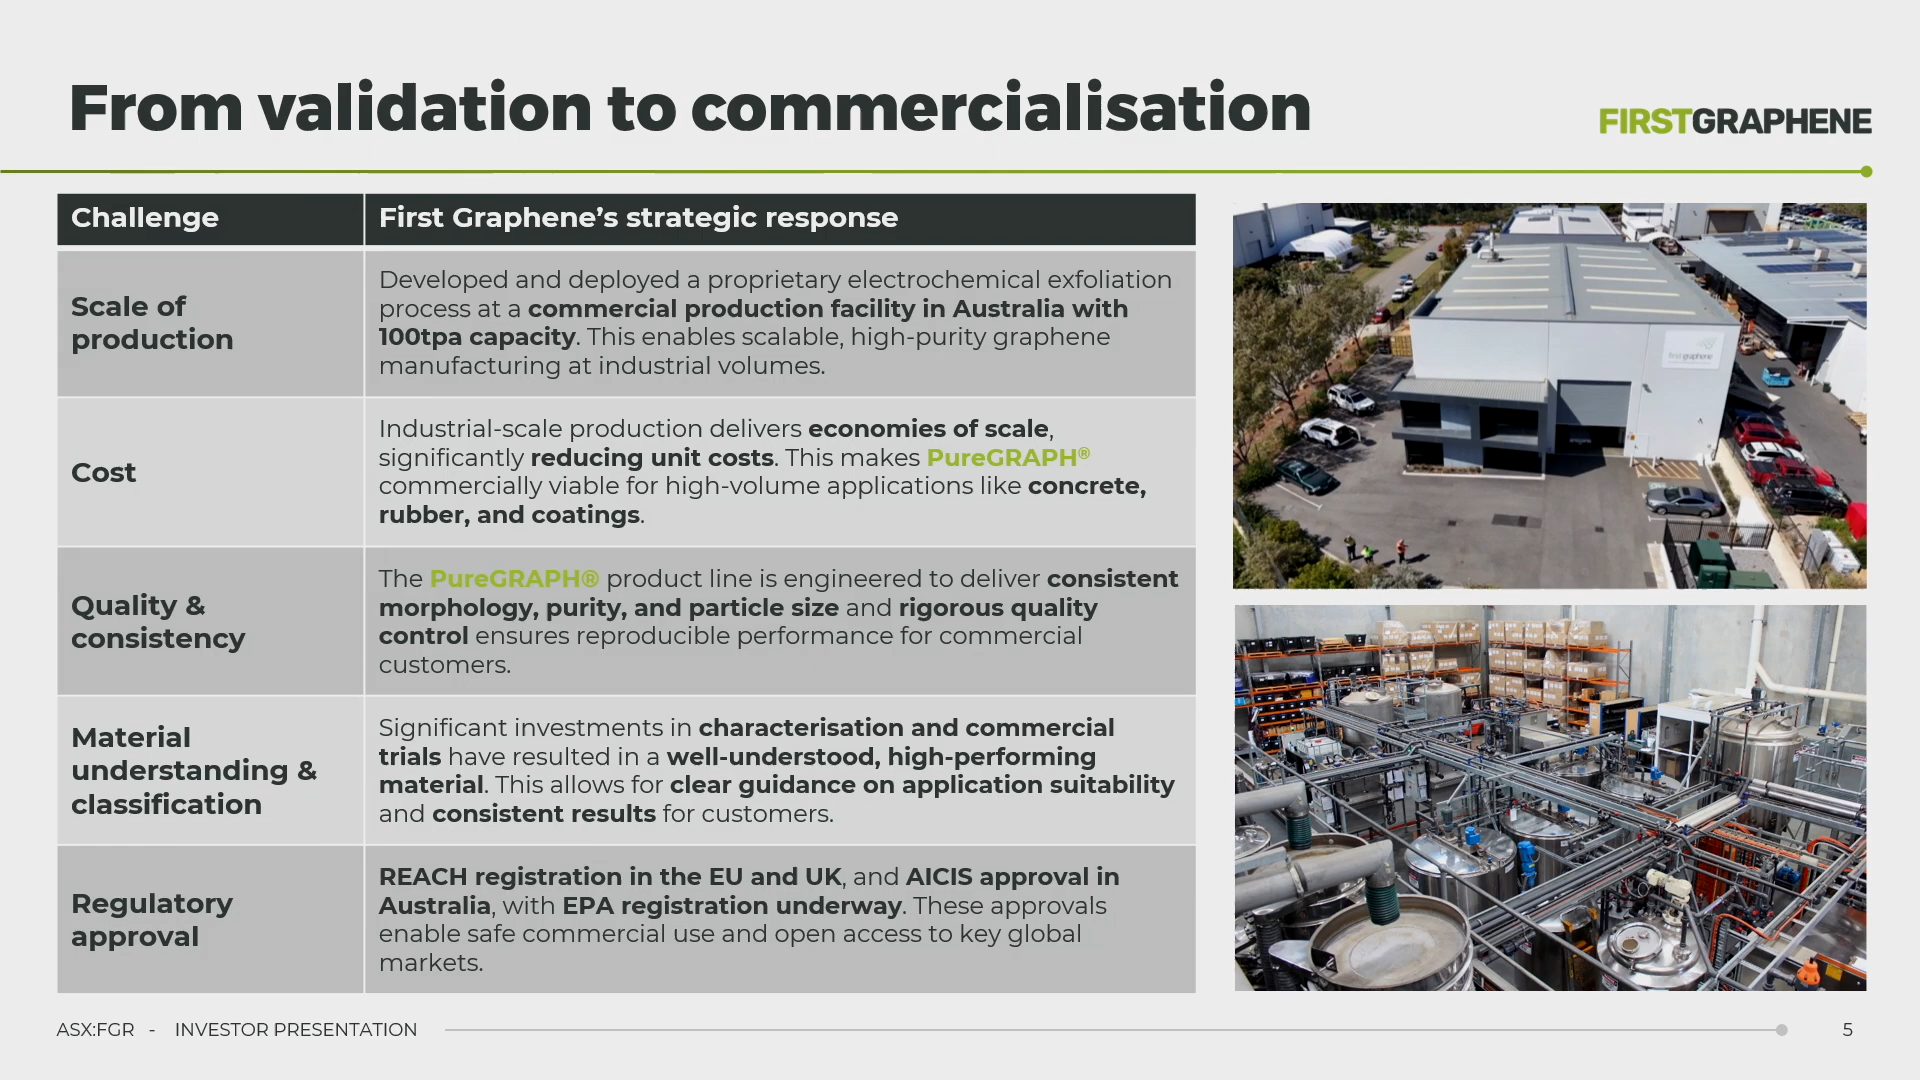 From validation to commercialisation
FIRSTGRAPHENE
Challenge
First Graphene’s strategic response
Scale of
production
Developed and deployed a proprietary electrochemical exfoliation
process at a commercial production facility in Australia with
100tpa capacity. This enables scalable, high-purity graphene
manufacturing at industrial volumes.
Cost
Industrial-scale production delivers economies of scale,
significantly reducing unit costs. This makes PureGRAPH®
commercially viable for high-volume applications like concrete,
rubber, and coatings.
Quality &
consistency
The PureGRAPH® product line is engineered to deliver consistent
morphology, purity, and particle size and rigorous quality
control ensures reproducible performance for commercial
customers.
Material
understanding &
classification
Significant investments in characterisation and commercial
trials have resulted in a well-understood, high-performing
material. This allows for clear guidance on application suitability
and consistent results for customers.
Regulatory
approval
REACH registration in the EU and UK, and AICIS approval in
Australia, with EPA registration underway. These approvals
enable safe commercial use and open access to key global
markets.
first graphene
ASX:FGR - INVESTOR PRESENTATION
5